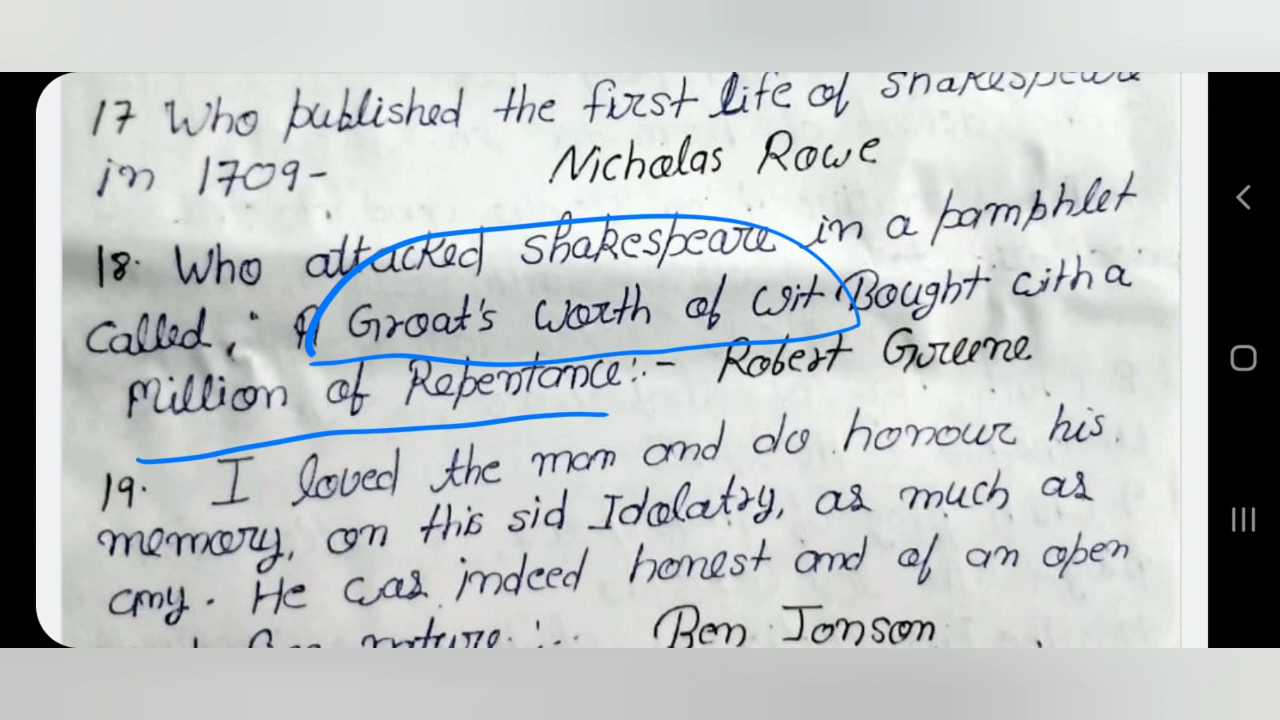 17 Who published the first life of Shakespeare
in 1709-
Nicholas Rowe
18. Who attacked Shakespeare in a pamphlet
Called, : A Groat's worth of wit Bought with a
Million of Repentance:- Robert Greene
19. I loved the man and do honour his
memory, on this sid Idolatry, as much as
any. He was indeed honest and of an open
nature. :-
Ben Jonson